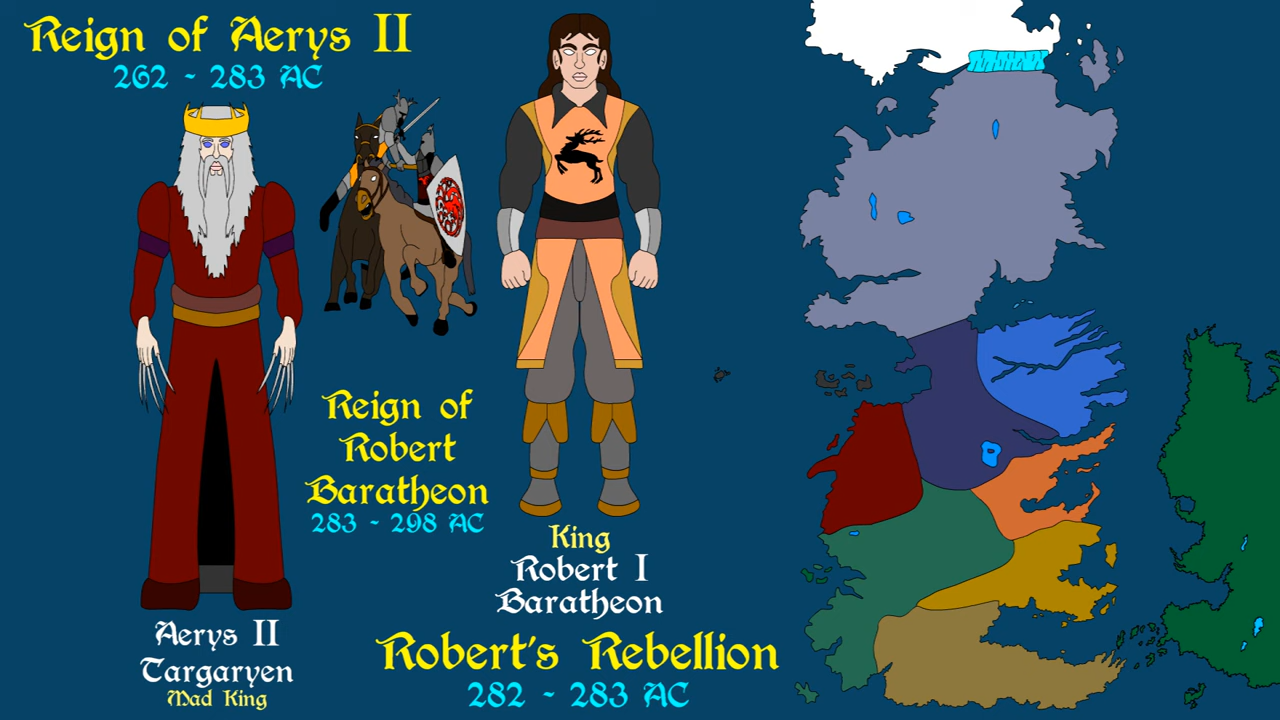 Reign of Aerys II
262 - 283 AC
Aerys II
Targaryen
Mad King
Reign of
Robert
Baratheon
283 - 298 AC
King
Robert I
Baratheon
Robert's Rebellion
282 - 283 AC